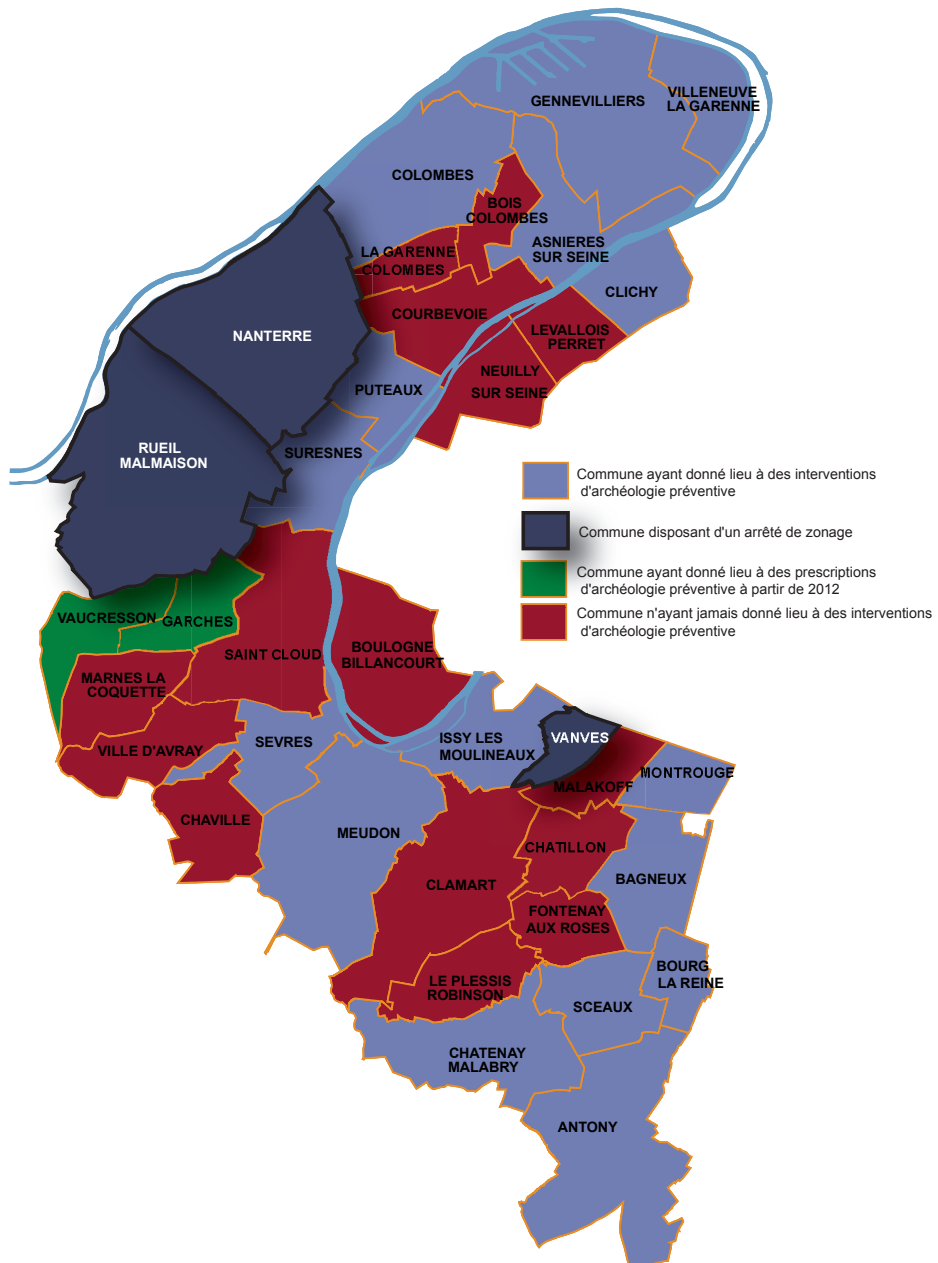 GENNEVILLIERS
VILLENEUVE
LA GARENNE
COLOMBES
BOIS
COLOMBES
ASNIERES
SUR SEINE
LA GARENNE
COLOMBES
CLICHY
COURBEVOIE
LEVALLOIS
PERRET
NANTERRE
NEUILLY
SUR SEINE
PUTEAUX
RUEIL
MALMAISON
SURESNES
Commune ayant donné lieu à des interventions
d'archéologie préventive
Commune disposant d'un arrêté de zonage
Commune ayant donné lieu à des prescriptions
d'archéologie préventive à partir de 2012
Commune n'ayant jamais donné lieu à des interventions
d'archéologie préventive
VAUCRESSON
GARCHES
SAINT CLOUD
BOULOGNE
BILLANCOURT
MARNES LA
COQUETTE
VILLE D'AVRAY
SEVRES
ISSY LES
MOULINEAUX
VANVES
MALAKOFF
MONTROUGE
CHAVILLE
MEUDON
CHATILLON
CLAMART
BAGNEUX
FONTENAY
AUX ROSES
BOURG
LA REINE
LE PLESSIS
ROBINSON
SCEAUX
CHATENAY
MALABRY
ANTONY